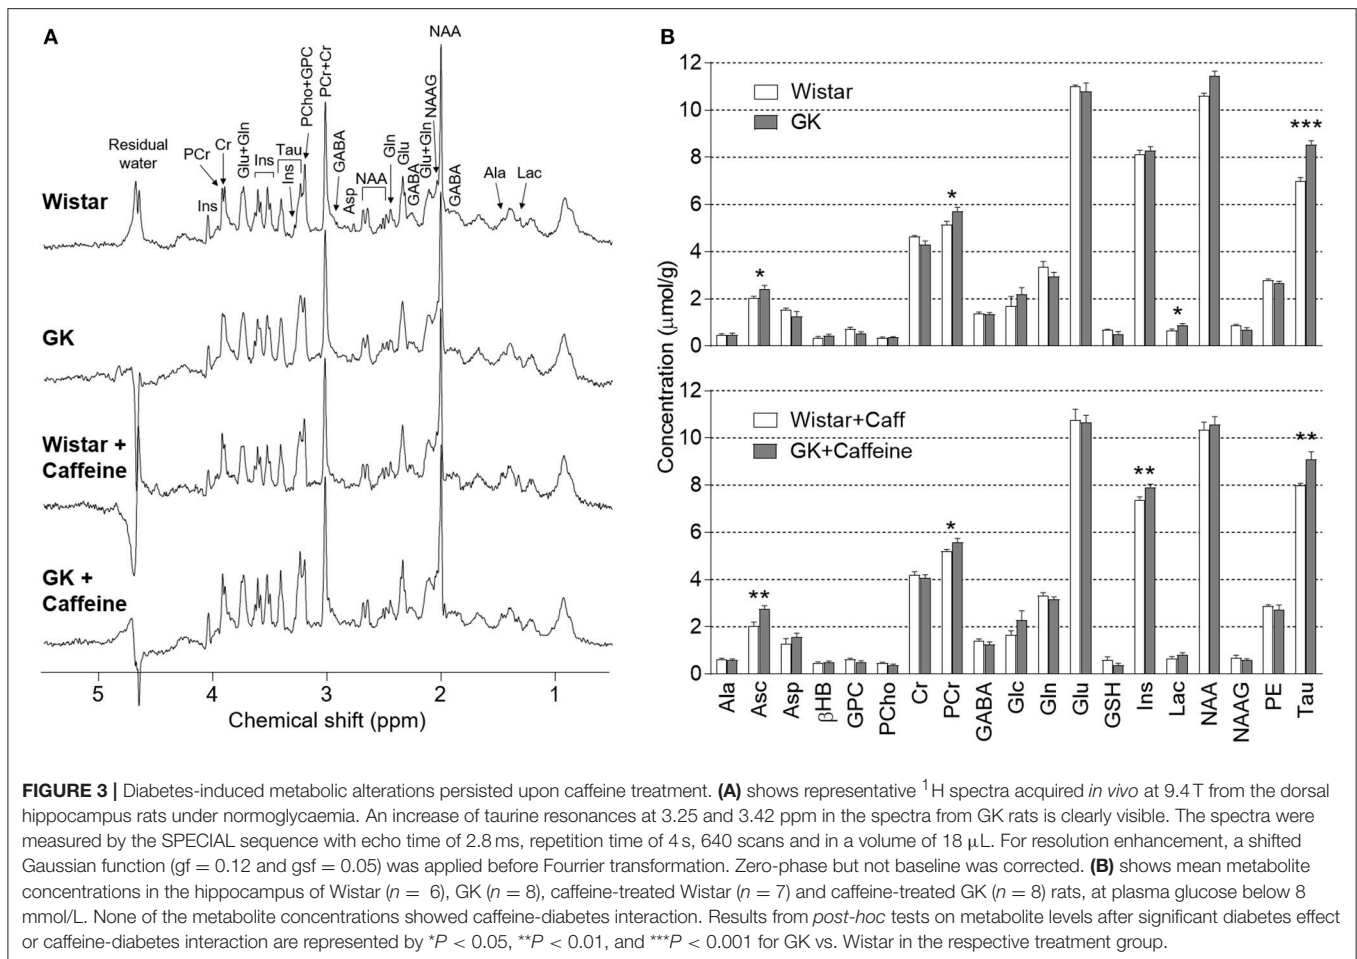 A
NAA
PCho+GPC
PCr+Cr
GABA
NAAG
Glu+Gln
Gln
Glu
GABA
GABA
Residual
water
PCr
Cr
Glu+Gln
Ins
Tau
Ins
Asp
NAA
Ala
Lac
Ins
Wistar
GK
Wistar +
Caffeine
GK +
Caffeine
5 4 3 2 1
Chemical shift (ppm)
B
12
10
8
6
4
2
0
Wistar
GK
* * * ***
Concentration (μmol/g)
12
10
8
6
4
2
0
Wistar+Caff
GK+Caffeine
** * ** **
Ala Asc Asp βHB GPC PCho Cr PCr GABA Glc Gln Glu GSH Ins Lac NAA NAAG PE Tau
FIGURE 3 | Diabetes-induced metabolic alterations persisted upon caffeine treatment. (A) shows representative ¹H spectra acquired in vivo at 9.4 T from the dorsal
hippocampus rats under normoglycaemia. An increase of taurine resonances at 3.25 and 3.42 ppm in the spectra from GK rats is clearly visible. The spectra were
measured by the SPECIAL sequence with echo time of 2.8 ms, repetition time of 4 s, 640 scans and in a volume of 18 μL. For resolution enhancement, a shifted
Gaussian function (gf = 0.12 and gsf = 0.05) was applied before Fourrier transformation. Zero-phase but not baseline was corrected. (B) shows mean metabolite
concentrations in the hippocampus of Wistar (n = 6), GK (n = 8), caffeine-treated Wistar (n = 7) and caffeine-treated GK (n = 8) rats, at plasma glucose below 8
mmol/L. None of the metabolite concentrations showed caffeine-diabetes interaction. Results from post-hoc tests on metabolite levels after significant diabetes effect
or caffeine-diabetes interaction are represented by *P < 0.05, **P < 0.01, and ***P < 0.001 for GK vs. Wistar in the respective treatment group.